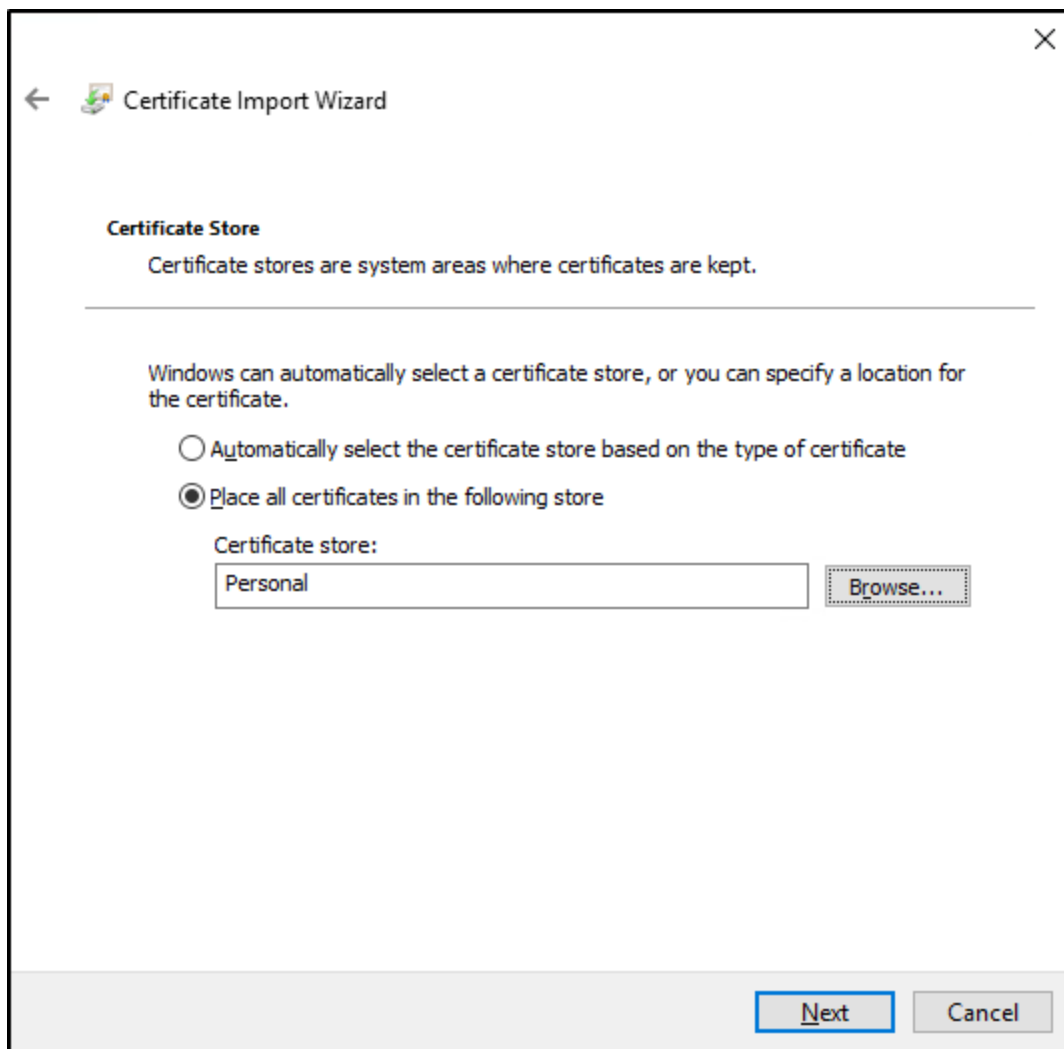 Certificate Import Wizard
Certificate Store
Certificate stores are system areas where certificates are kept.
Windows can automatically select a certificate store, or you can specify a location for
the certificate.
Automatically select the certificate store based on the type of certificate
Place all certificates in the following store
Certificate store:
Personal
Browse...
Next
Cancel